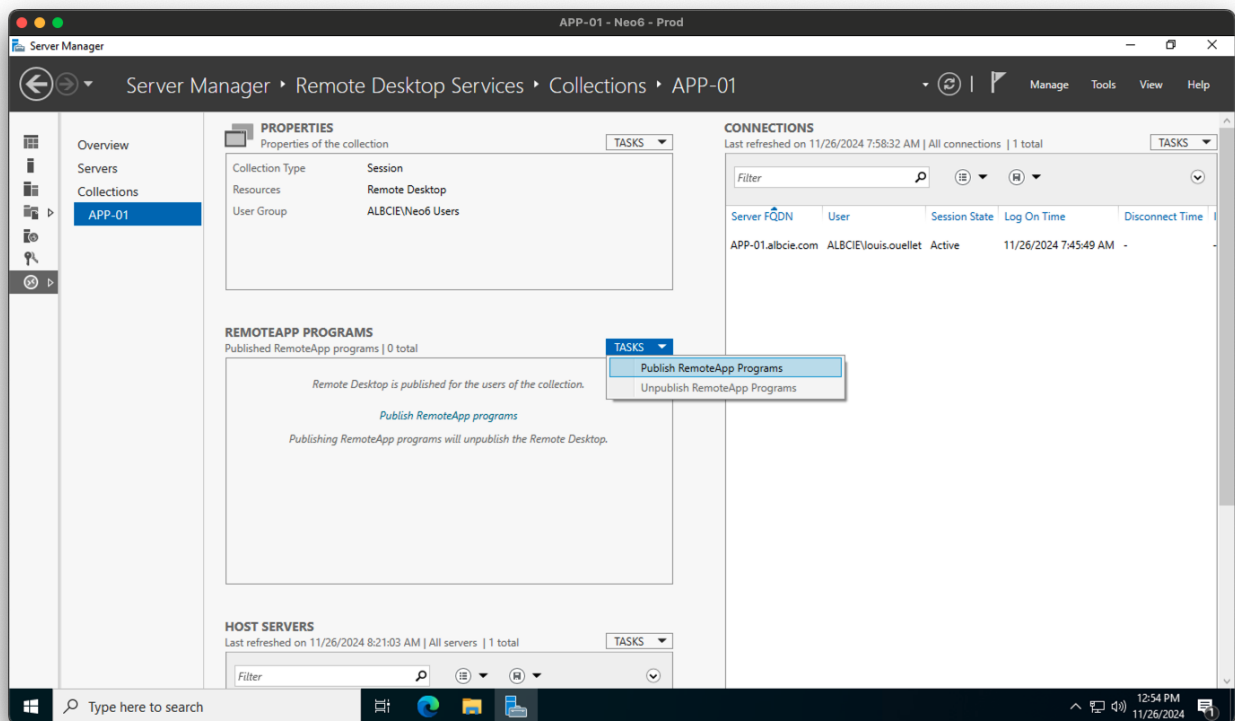 APP-01 - Neo6 - Prod
Server Manager
Server Manager ‣ Remote Desktop Services ‣ Collections ‣ APP-01
Manage
Tools
View
Help
Overview
Servers
Collections
APP-01
PROPERTIES
Properties of the collection
TASKS
Collection Type Session
Resources Remote Desktop
User Group ALBCIE\Neo6 Users
REMOTEAPP PROGRAMS
Published RemoteApp programs | 0 total
TASKS
Publish RemoteApp Programs
Unpublish RemoteApp Programs
Remote Desktop is published for the users of the collection.
Publish RemoteApp programs
Publishing RemoteApp programs will unpublish the Remote Desktop.
HOST SERVERS
Last refreshed on 11/26/2024 8:21:03 AM | All servers | 1 total
TASKS
Filter
CONNECTIONS
Last refreshed on 11/26/2024 7:58:32 AM | All connections | 1 total
TASKS
Filter
Server FQDN User Session State Log On Time Disconnect Time
APP-01.albcie.com ALBCIE\louis.ouellet Active 11/26/2024 7:45:49 AM - -
Type here to search
12:54 PM
11/26/2024
1